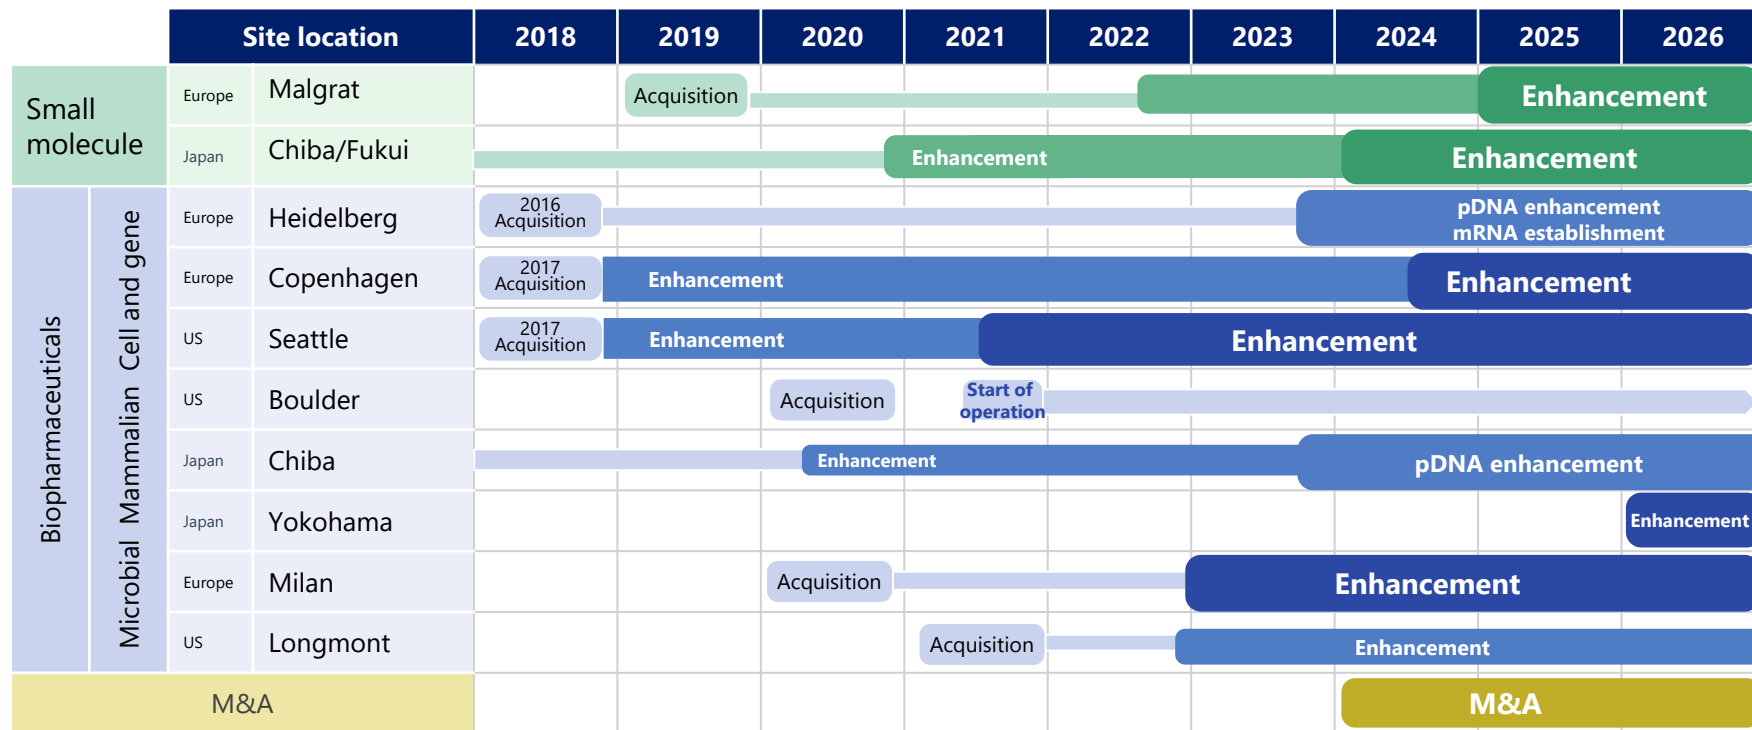 Site location 2018 2019 2020 2021 2022 2023 2024 2025 2026
Small
molecule
Europe Malgrat Acquisition Enhancement
Japan Chiba/Fukui Enhancement Enhancement
Biopharmaceuticals
Microbial Mammalian Cell and gene
Europe Heidelberg 2016
Acquisition
pDNA enhancement
mRNA establishment
Europe Copenhagen 2017
Acquisition
Enhancement Enhancement
US Seattle 2017
Acquisition
Enhancement Enhancement
US Boulder Acquisition Start of
operation
Japan Chiba Enhancement pDNA enhancement
Japan Yokohama Enhancement
Europe Milan Acquisition Enhancement
US Longmont Acquisition Enhancement
M&A M&A